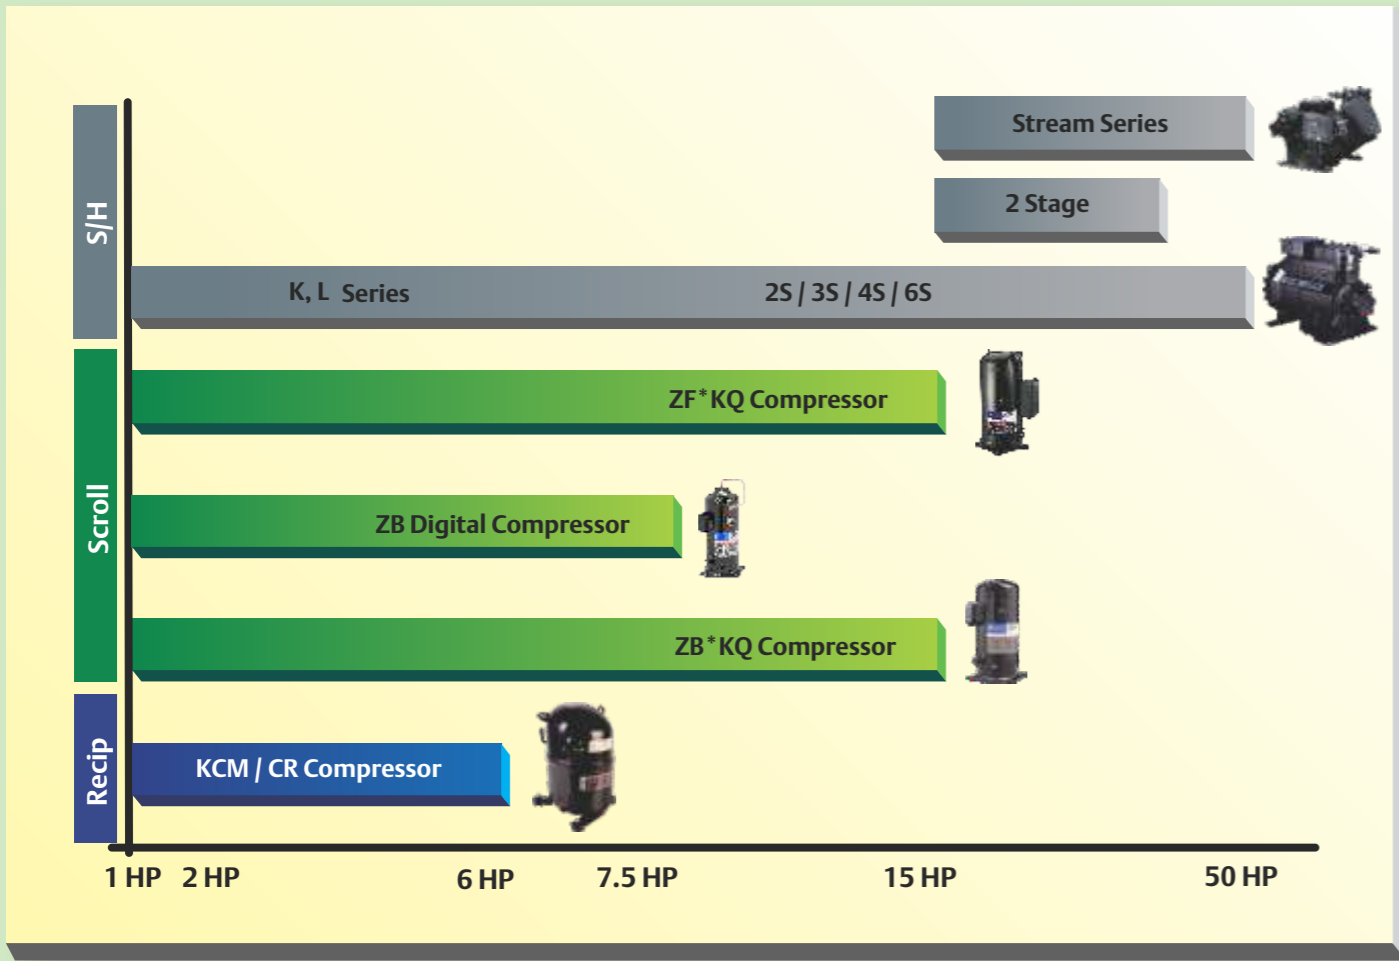 Stream Series
2 Stage
S/H
K, L Series 2S / 3S / 4S / 6S
ZF*KQ Compressor
Scroll
ZB Digital Compressor
ZB*KQ Compressor
Recip
KCM / CR Compressor
1 HP 2 HP 6 HP 7.5 HP 15 HP 50 HP